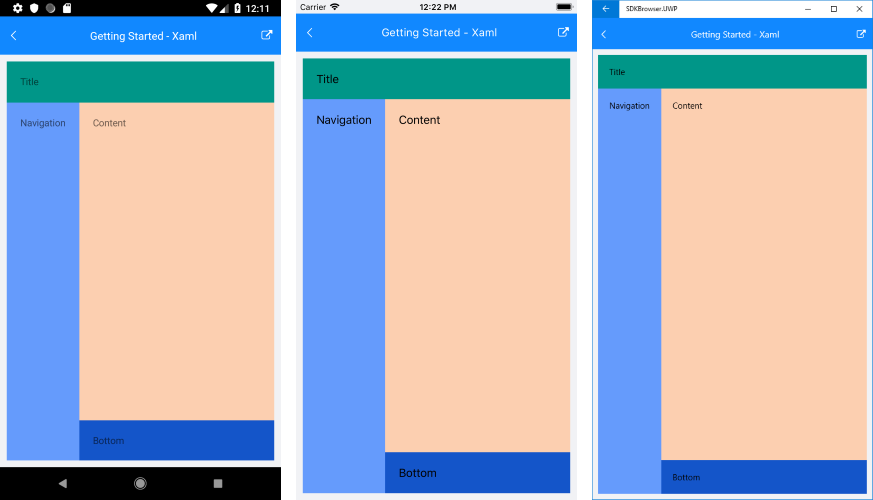 12:11
Getting Started - Xaml
Title
Navigation
Content
Bottom
Carrier
12:22 PM
Getting Started - Xaml
Title
Navigation
Content
Bottom
SDKBrowser.UWP
Getting Started - Xaml
Title
Navigation
Content
Bottom